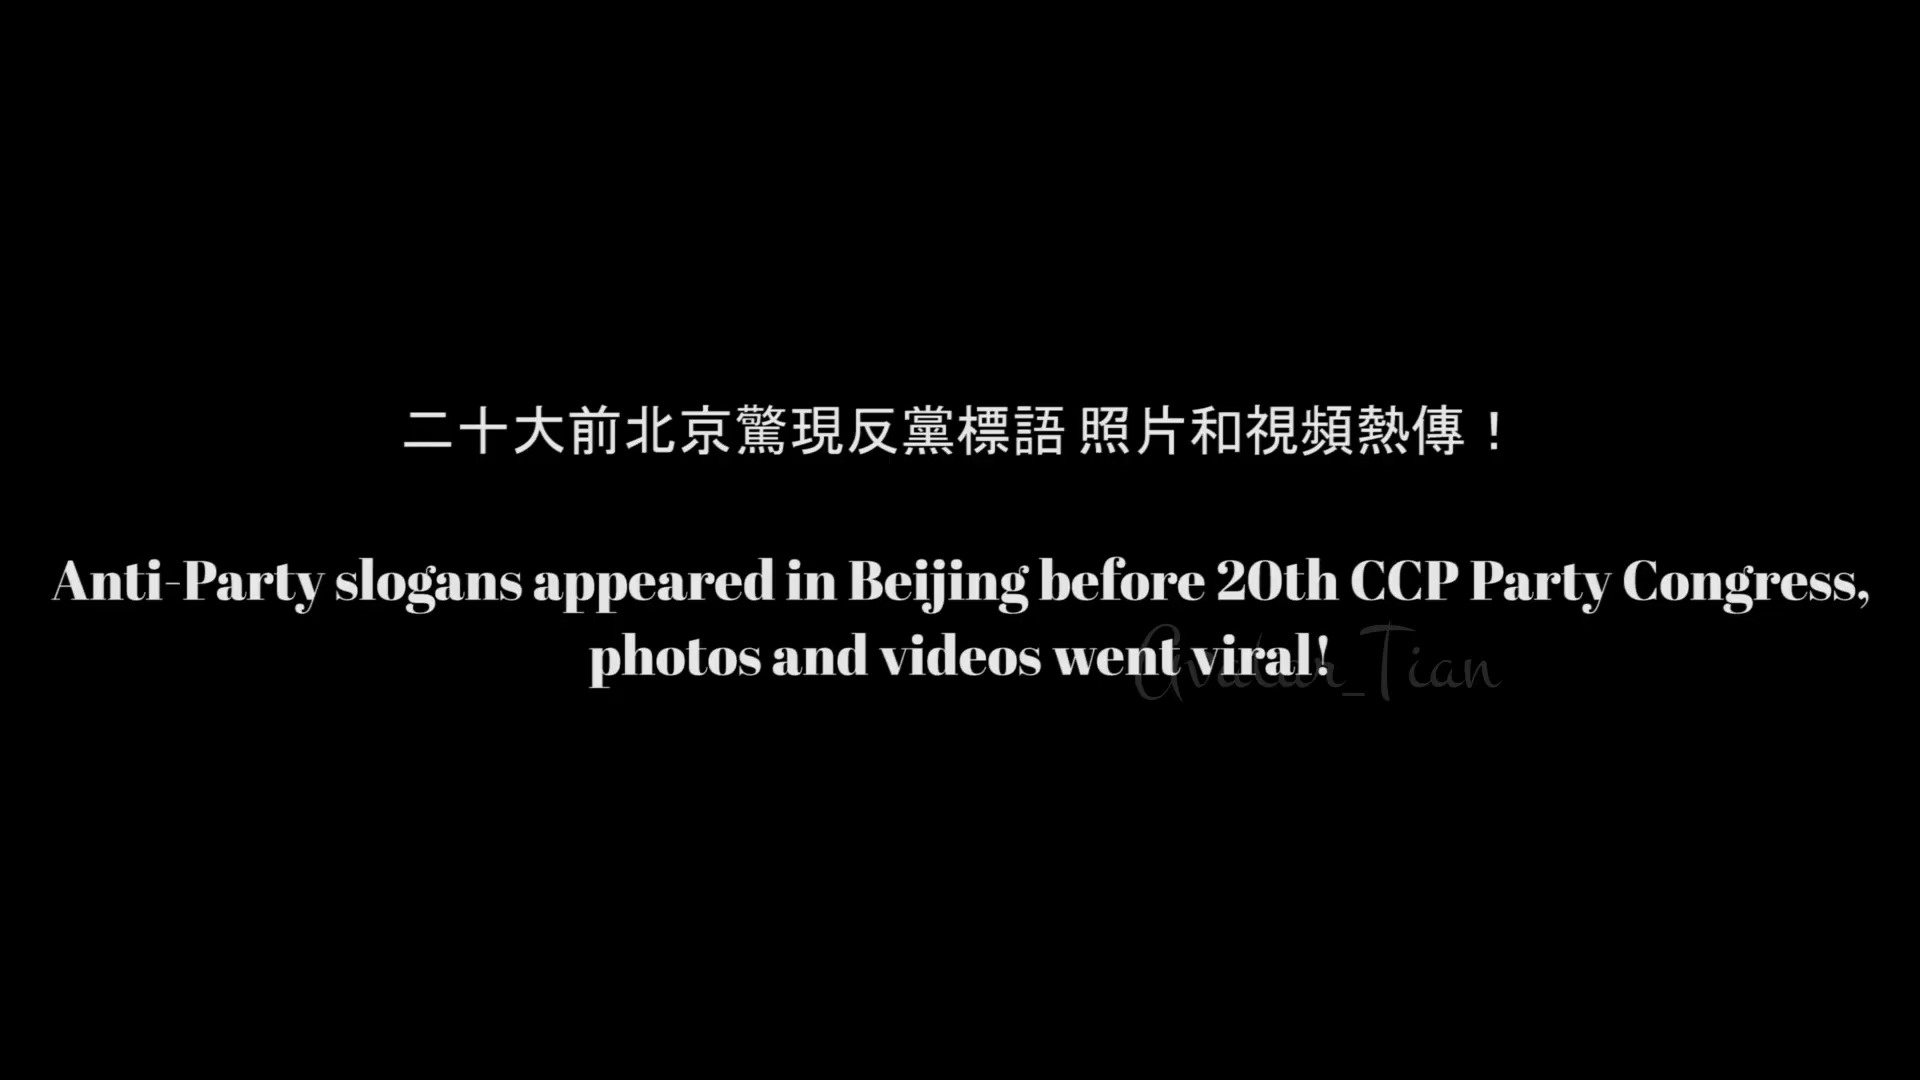 二十大前北京驚現反黨標語 照片和視頻熱傳！
Anti-Party slogans appeared in Beijing before 20th CCP Party Congress,
photos and videos went viral!
Avatar_Tian